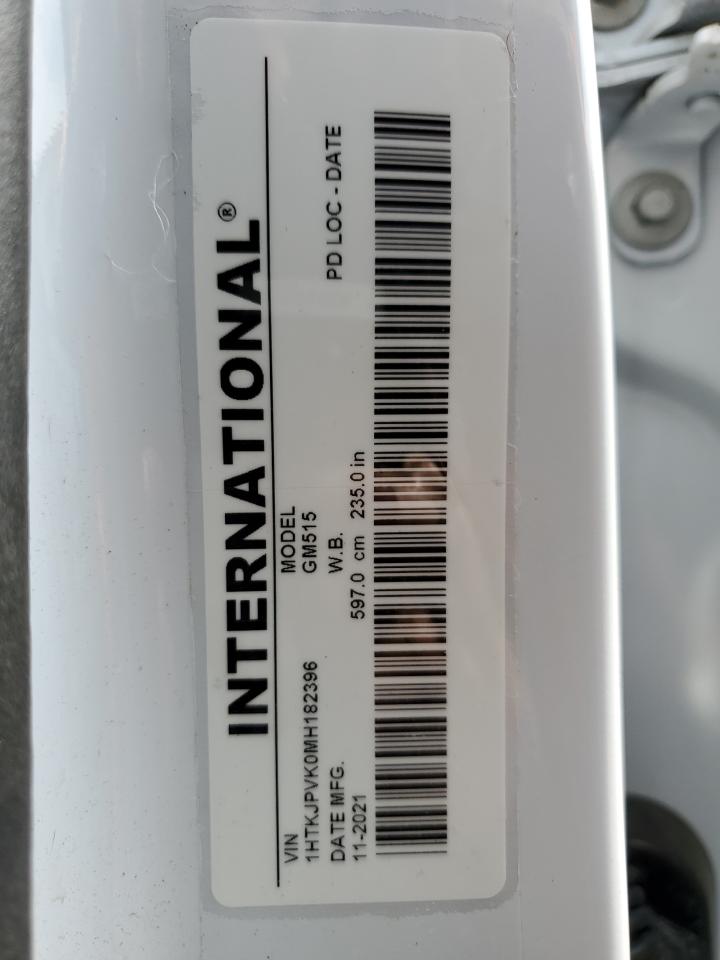 INTERNATIONAL®
VIN
1HTKJPVK0MH182396
MODEL
GM515
DATE MFG.
11-2021
W.B.
597.0 cm 235.0 in
PD LOC - DATE